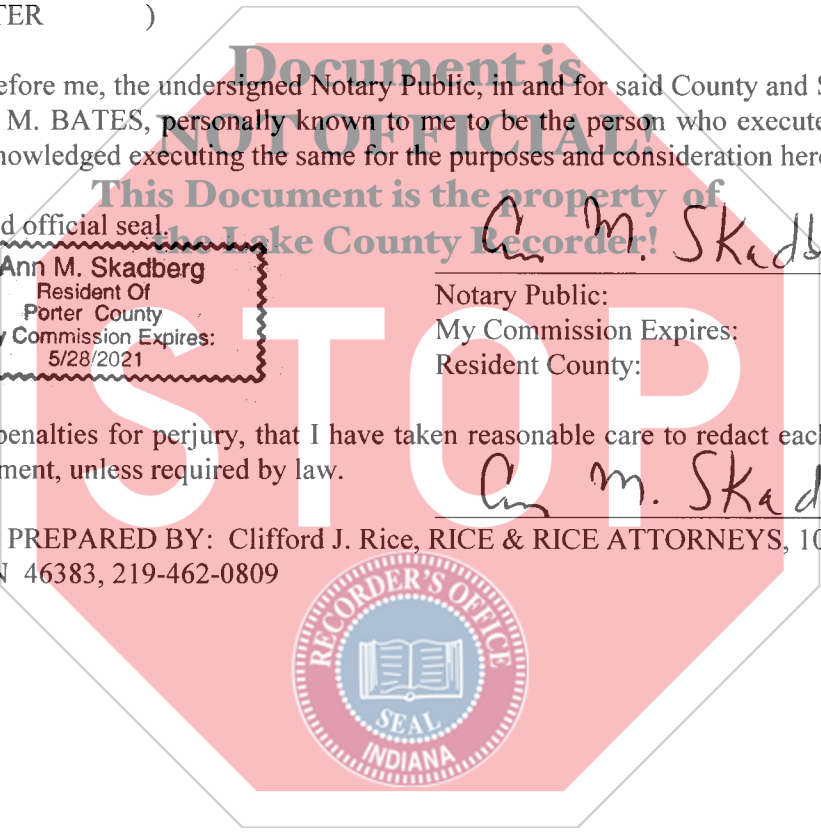 TER )
Document is
efore me, the undersigned Notary Public, in and for said County and S
M. BATES, personally known to me to be the person who execute
NOT OFFICIAL!
nowledged executing the same for the purposes and consideration here
This Document is the property of
d official seal.
the Lake County Recorder!
Ann M. Skadberg
Resident Of
Porter County
y Commission Expires:
5/28/2021
Ann M. Skadb
Notary Public:
My Commission Expires:
Resident County:
STOP
penalties for perjury, that I have taken reasonable care to redact each
ment, unless required by law.
Ann M. Skad
PREPARED BY: Clifford J. Rice, RICE & RICE ATTORNEYS, 10
N 46383, 219-462-0809
RECORDER'S OFFICE
SEAL
INDIANA